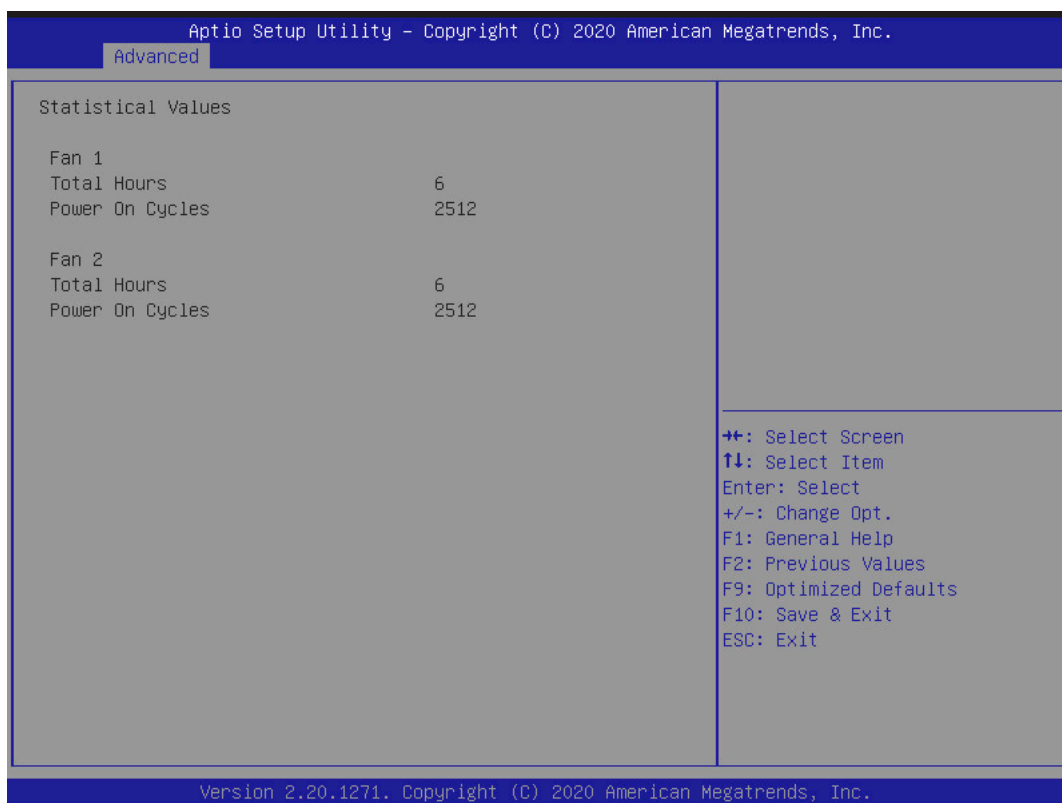 Aptio Setup Utility – Copyright (C) 2020 American Megatrends, Inc.
Advanced
Statistical Values
Fan 1
Total Hours 6
Power On Cycles 2512
Fan 2
Total Hours 6
Power On Cycles 2512
→←: Select Screen
↑↓: Select Item
Enter: Select
+/-: Change Opt.
F1: General Help
F2: Previous Values
F9: Optimized Defaults
F10: Save & Exit
ESC: Exit
Version 2.20.1271. Copyright (C) 2020 American Megatrends, Inc.